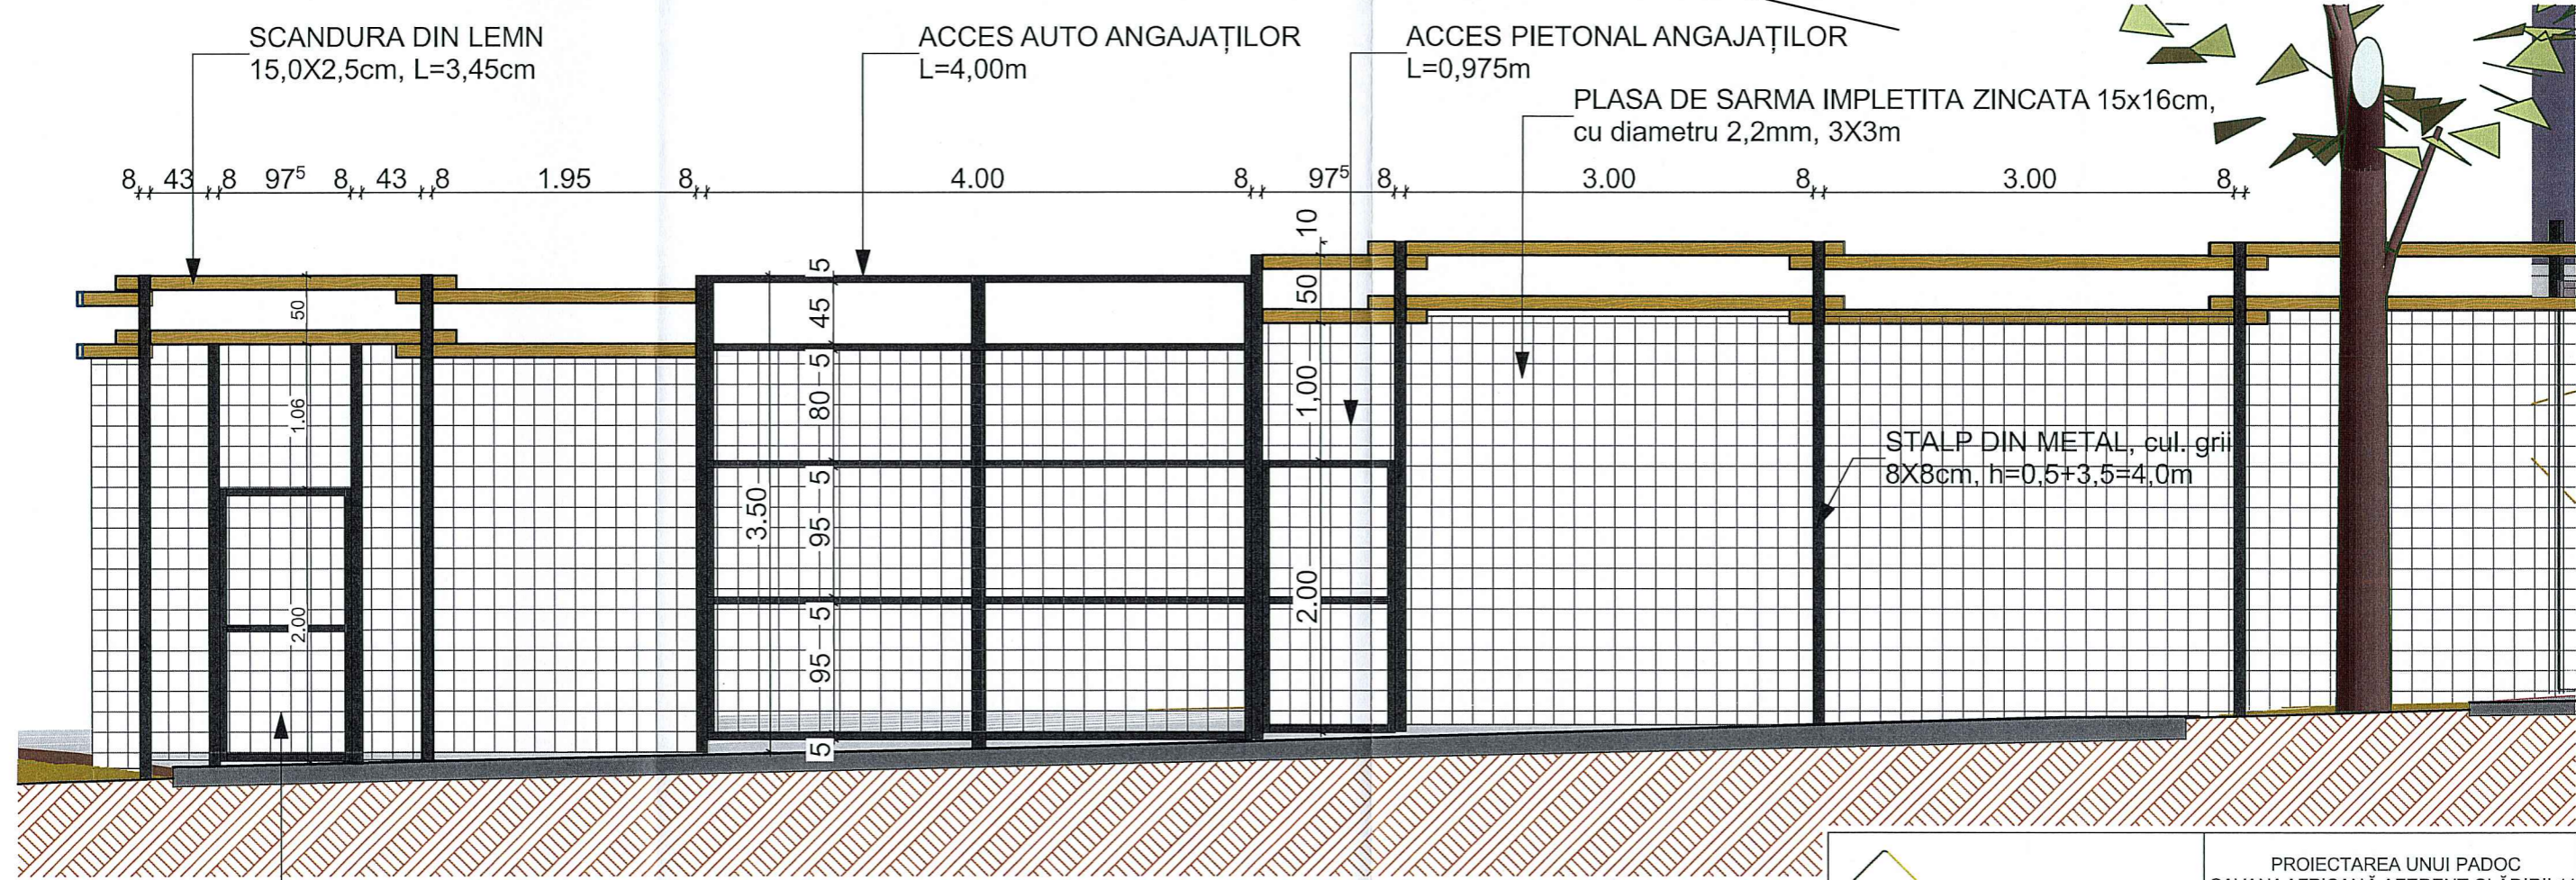 SCANDURA DIN LEMN
15,0X2,5cm, L=3,45cm
ACCES AUTO ANGAJAȚILOR
L=4,00m
ACCES PIETONAL ANGAJAȚILOR
L=0,975m
PLASA DE SARMA IMPLETITA ZINCATA 15x16cm,
cu diametru 2,2mm, 3X3m
8 43 8 97⁵ 8 43 8 1.95 8 4.00 8 97⁵ 8 3.00 8 3.00 8
10
50
1,00
2.00
5
45
5
80
5
95
5
95
5
3.50
50
1.06
2.00
STALP DIN METAL, cul. grii
8X8cm, h=0,5+3,5=4,0m
PROIECTAREA UNUI PADOC